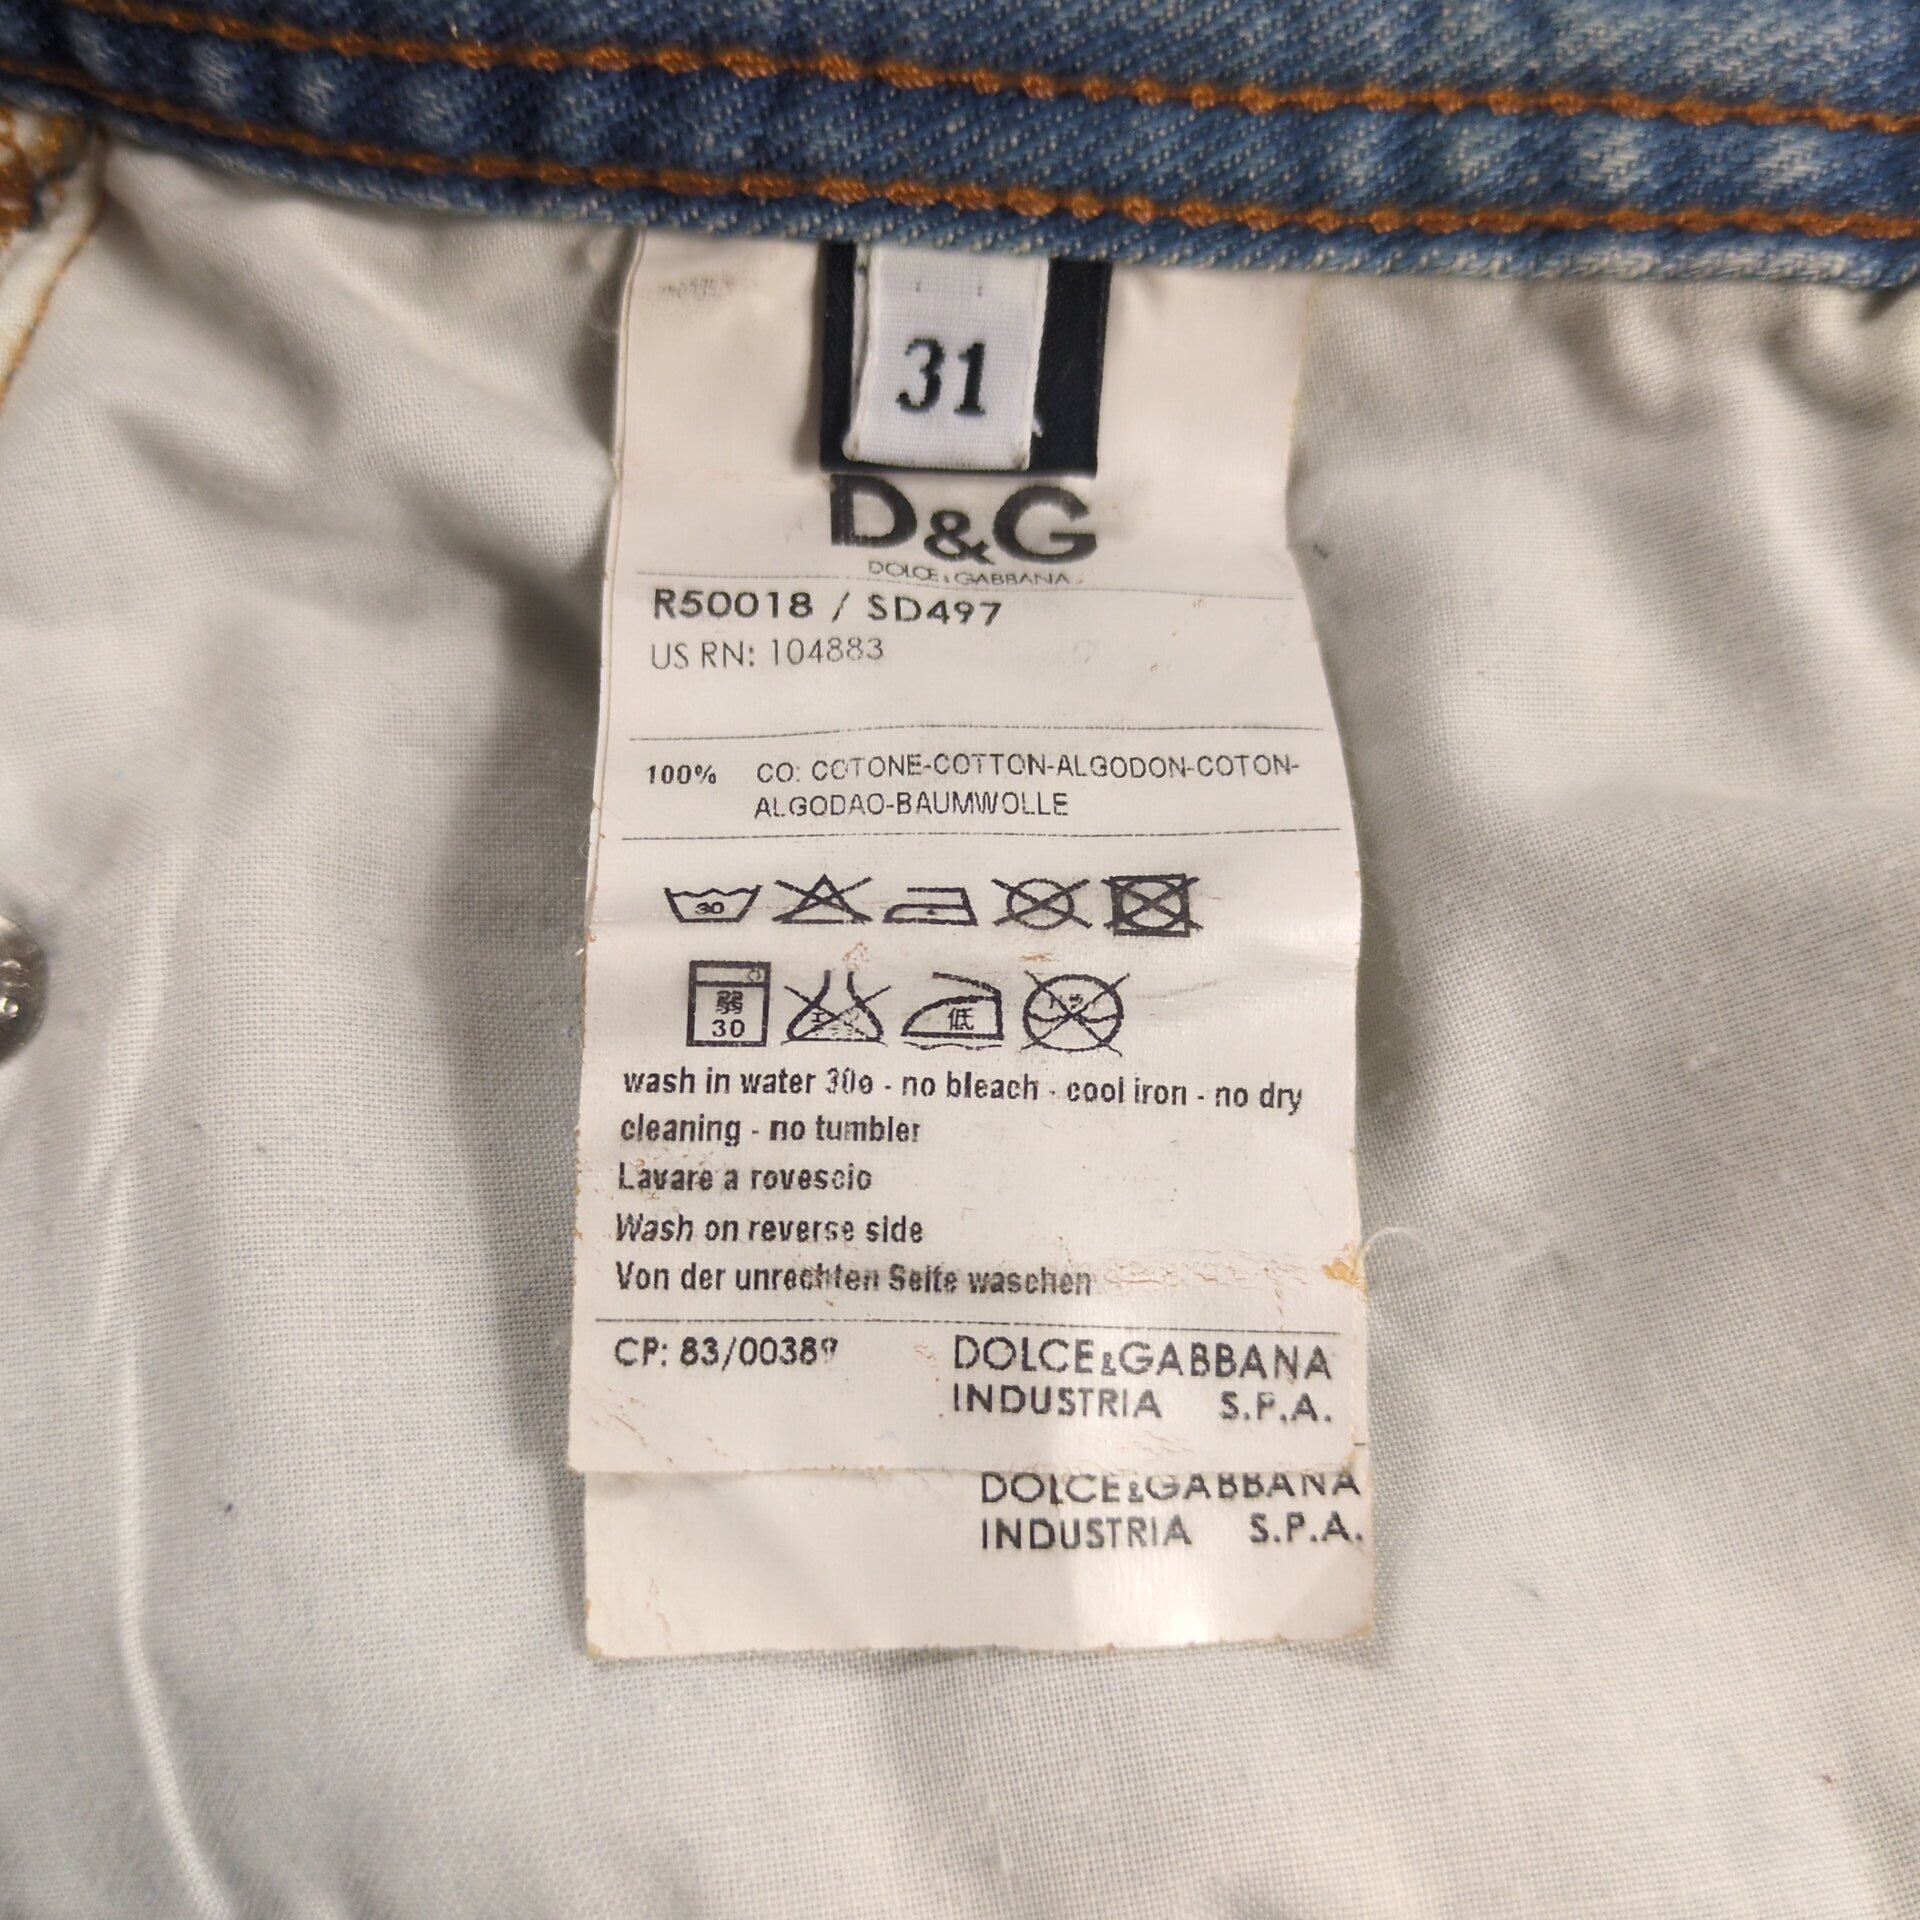 31
D&G
DOLCE & GABBANA
R50018 / SD497
US RN: 104883
100% CO: COTONE-COTTON-ALGODON-COTON-
ALGODAO-BAUMWOLLE
30
30
低
wash in water 30º - no bleach - cool iron - no dry
cleaning - no tumbler
Lavare a rovescio
Wash on reverse side
Von der unrechten Seite waschen
CP: 83/00389
DOLCE&GABBANA
INDUSTRIA S.P.A.
DOLCE&GABBANA
INDUSTRIA S.P.A.